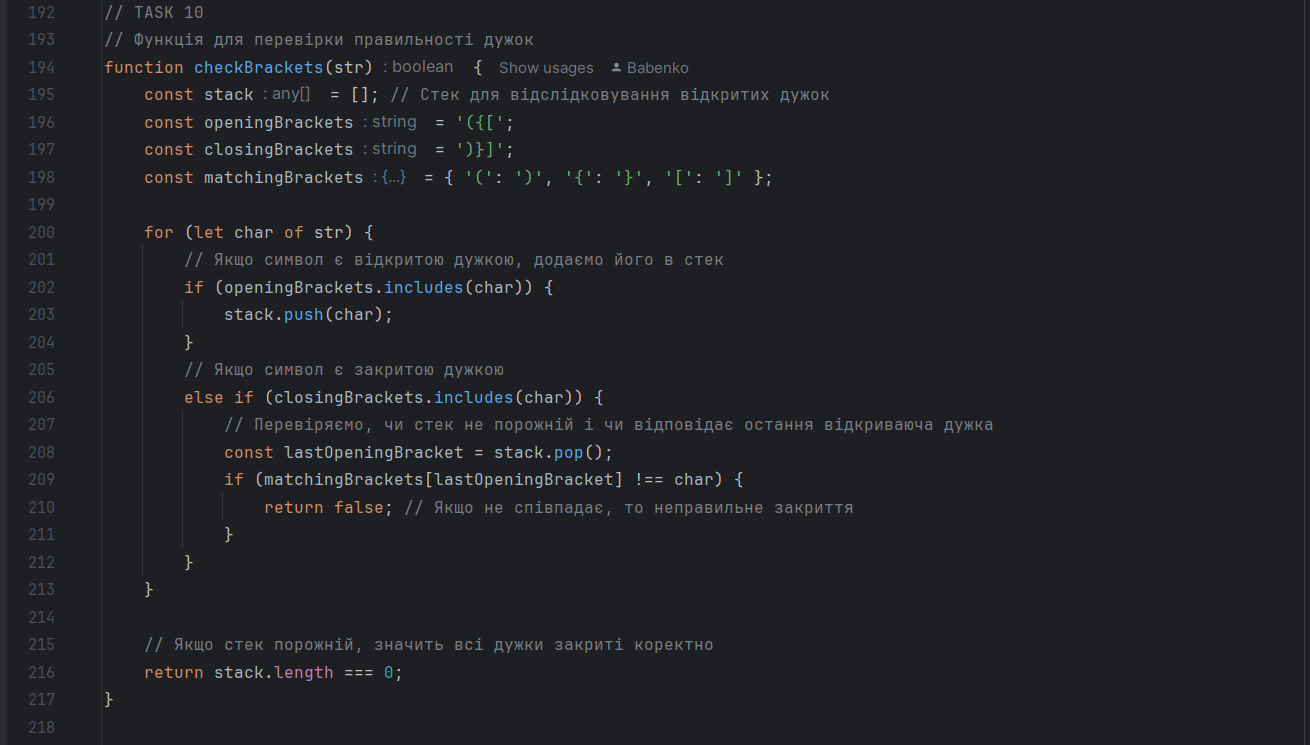 192 // TASK 10
193 // Функція для перевірки правильності дужок
194 function checkBrackets(str) : boolean { Show usages Babenko
195     const stack : any[] = []; // Стек для відслідковування відкритих дужок
196     const openingBrackets : string = '({[';
197     const closingBrackets : string = ')}]';
198     const matchingBrackets : {...} = { '(': ')', '{': '}', '[': ']' };
199
200     for (let char of str) {
201         // Якщо символ є відкритою дужкою, додаємо його в стек
202         if (openingBrackets.includes(char)) {
203             stack.push(char);
204         }
205         // Якщо символ є закритою дужкою
206         else if (closingBrackets.includes(char)) {
207             // Перевіряємо, чи стек не порожній і чи відповідає остання відкриваюча дужка
208             const lastOpeningBracket = stack.pop();
209             if (matchingBrackets[lastOpeningBracket] !== char) {
210                 return false; // Якщо не співпадає, то неправильне закриття
211             }
212         }
213     }
214
215     // Якщо стек порожній, значить всі дужки закриті коректно
216     return stack.length === 0;
217 }
218